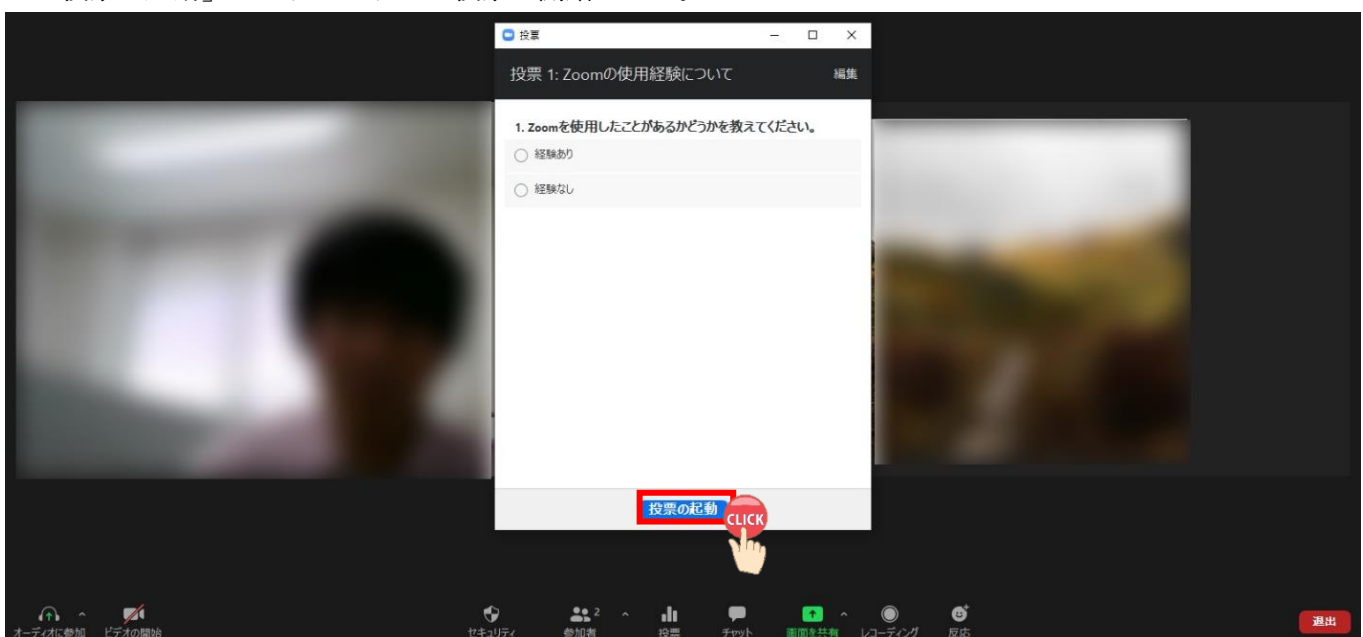 投票
投票 1: Zoomの使用経験について
編集
1. Zoomを使用したことがあるかどうかを教えてください。
経験あり
経験なし
投票の起動
CLICK
オーディオに参加
ビデオの開始
セキュリティ
参加者
2
投票
チャット
画面を共有
レコーディング
反応
退出